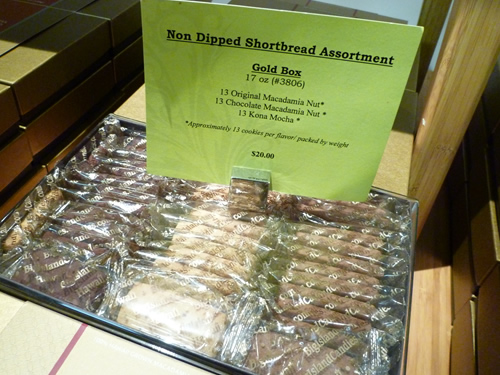 Non Dipped Shortbread Assortment
Gold Box
17 oz (#3806)
13 Original Macadamia Nut*
13 Chocolate Macadamia Nut *
13 Kona Mocha *
*Approximately 13 cookies per flavor/ packed by weight
$20.00